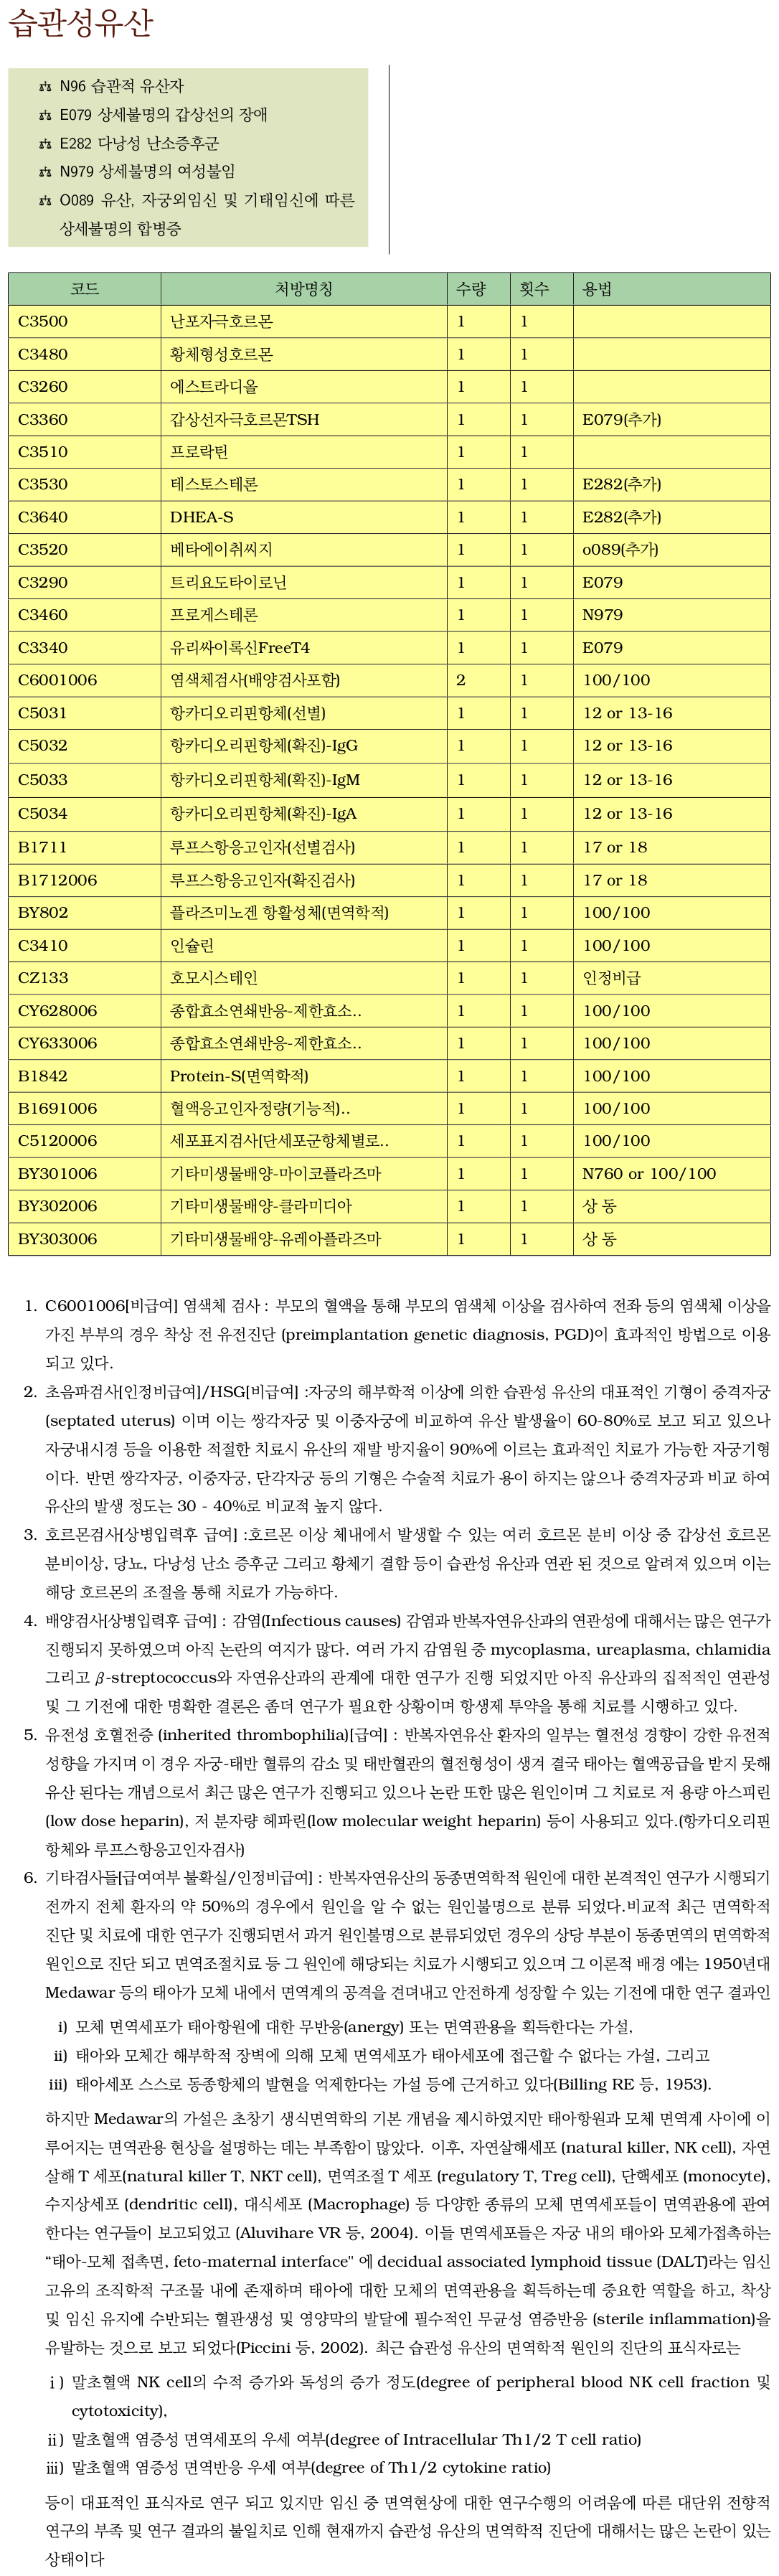 습관성유산
N96 습관적 유산자
E079 상세불명의 갑상선의 장애
E282 다낭성 난소증후군
N979 상세불명의 여성불임
O089 유산, 자궁외임신 및 기태임신에 따른
상세불명의 합병증
코드 처방명칭 수량 횟수 용법
C3500 난포자극호르몬 1 1
C3480 황체형성호르몬 1 1
C3260 에스트라디올 1 1
C3360 갑상선자극호르몬TSH 1 1 E079(추가)
C3510 프로락틴 1 1
C3530 테스토스테론 1 1 E282(추가)
C3640 DHEA-S 1 1 E282(추가)
C3520 베타에이취씨지 1 1 o089(추가)
C3290 트리요도타이로닌 1 1 E079
C3460 프로게스테론 1 1 N979
C3340 유리싸이록신FreeT4 1 1 E079
C6001006 염색체검사(배양검사포함) 2 1 100/100
C5031 항카디오리핀항체(선별) 1 1 12 or 13-16
C5032 항카디오리핀항체(확진)-IgG 1 1 12 or 13-16
C5033 항카디오리핀항체(확진)-IgM 1 1 12 or 13-16
C5034 항카디오리핀항체(확진)-IgA 1 1 12 or 13-16
B1711 루프스항응고인자(선별검사) 1 1 17 or 18
B1712006 루프스항응고인자(확진검사) 1 1 17 or 18
BY802 플라즈미노겐 항활성체(면역학적) 1 1 100/100
C3410 인슐린 1 1 100/100
CZ133 호모시스테인 1 1 인정비급
CY628006 종합효소연쇄반응-제한효소.. 1 1 100/100
CY633006 종합효소연쇄반응-제한효소.. 1 1 100/100
B1842 Protein-S(면역학적) 1 1 100/100
B1691006 혈액응고인자정량(기능적).. 1 1 100/100
C5120006 세포표지검사[단세포군항체별로.. 1 1 100/100
BY301006 기타미생물배양-마이코플라즈마 1 1 N760 or 100/100
BY302006 기타미생물배양-클라미디아 1 1 상 동
BY303006 기타미생물배양-유레아플라즈마 1 1 상 동
1. C6001006[비급여] 염색체 검사 : 부모의 혈액을 통해 부모의 염색체 이상을 검사하여 전좌 등의 염색체 이상을
가진 부부의 경우 착상 전 유전진단 (preimplantation genetic diagnosis, PGD)이 효과적인 방법으로 이용
되고 있다.
2. 초음파검사[인정비급여]/HSG[비급여] :자궁의 해부학적 이상에 의한 습관성 유산의 대표적인 기형이 중격자궁
(septated uterus) 이며 이는 쌍각자궁 및 이중자궁에 비교하여 유산 발생율이 60-80%로 보고 되고 있으나
자궁내시경 등을 이용한 적절한 치료시 유산의 재발 방지율이 90%에 이르는 효과적인 치료가 가능한 자궁기형
이다. 반면 쌍각자궁, 이중자궁, 단각자궁 등의 기형은 수술적 치료가 용이 하지는 않으나 중격자궁과 비교 하여
유산의 발생 정도는 30 - 40%로 비교적 높지 않다.
3. 호르몬검사[상병입력후 급여] :호르몬 이상 체내에서 발생할 수 있는 여러 호르몬 분비 이상 중 갑상선 호르몬
분비이상, 당뇨, 다낭성 난소 증후군 그리고 황체기 결함 등이 습관성 유산과 연관 된 것으로 알려져 있으며 이는
해당 호르몬의 조절을 통해 치료가 가능하다.
4. 배양검사[상병입력후 급여] : 감염(Infectious causes) 감염과 반복자연유산과의 연관성에 대해서는 많은 연구가
진행되지 못하였으며 아직 논란의 여지가 많다. 여러 가지 감염원 중 mycoplasma, ureaplasma, chlamidia
그리고 β-streptococcus와 자연유산과의 관계에 대한 연구가 진행 되었지만 아직 유산과의 집적적인 연관성
및 그 기전에 대한 명확한 결론은 좀더 연구가 필요한 상황이며 항생제 투약을 통해 치료를 시행하고 있다.
5. 유전성 호혈전증 (inherited thrombophilia)[급여] : 반복자연유산 환자의 일부는 혈전성 경향이 강한 유전적
성향을 가지며 이 경우 자궁-태반 혈류의 감소 및 태반혈관의 혈전형성이 생겨 결국 태아는 혈액공급을 받지 못해
유산 된다는 개념으로서 최근 많은 연구가 진행되고 있으나 논란 또한 많은 원인이며 그 치료로 저 용량 아스피린
(low dose heparin), 저 분자량 헤파린(low molecular weight heparin) 등이 사용되고 있다.(항카디오리핀
항체와 루프스항응고인자검사)
6. 기타검사들[급여여부 불확실/인정비급여] : 반복자연유산의 동종면역학적 원인에 대한 본격적인 연구가 시행되기
전까지 전체 환자의 약 50%의 경우에서 원인을 알 수 없는 원인불명으로 분류 되었다.비교적 최근 면역학적
진단 및 치료에 대한 연구가 진행되면서 과거 원인불명으로 분류되었던 경우의 상당 부분이 동종면역의 면역학적
원인으로 진단 되고 면역조절치료 등 그 원인에 해당되는 치료가 시행되고 있으며 그 이론적 배경 에는 1950년대
Medawar 등의 태아가 모체 내에서 면역계의 공격을 견뎌내고 안전하게 성장할 수 있는 기전에 대한 연구 결과인
i) 모체 면역세포가 태아항원에 대한 무반응(anergy) 또는 면역관용을 획득한다는 가설,
ii) 태아와 모체간 해부학적 장벽에 의해 모체 면역세포가 태아세포에 접근할 수 없다는 가설, 그리고
iii) 태아세포 스스로 동종항체의 발현을 억제한다는 가설 등에 근거하고 있다(Billing RE 등, 1953).
하지만 Medawar의 가설은 초창기 생식면역학의 기본 개념을 제시하였지만 태아항원과 모체 면역계 사이에 이
루어지는 면역관용 현상을 설명하는 데는 부족함이 많았다. 이후, 자연살해세포 (natural killer, NK cell), 자연
살해 T 세포(natural killer T, NKT cell), 면역조절 T 세포 (regulatory T, Treg cell), 단핵세포 (monocyte),
수지상세포 (dendritic cell), 대식세포 (Macrophage) 등 다양한 종류의 모체 면역세포들이 면역관용에 관여
한다는 연구들이 보고되었고 (Aluvihare VR 등, 2004). 이들 면역세포들은 자궁 내의 태아와 모체가접촉하는
“태아-모체 접촉면, feto-maternal interface" 에 decidual associated lymphoid tissue (DALT)라는 임신
고유의 조직학적 구조물 내에 존재하며 태아에 대한 모체의 면역관용을 획득하는데 중요한 역할을 하고, 착상
및 임신 유지에 수반되는 혈관생성 및 영양막의 발달에 필수적인 무균성 염증반응 (sterile inflammation)을
유발하는 것으로 보고 되었다(Piccini 등, 2002). 최근 습관성 유산의 면역학적 원인의 진단의 표식자로는
ⅰ) 말초혈액 NK cell의 수적 증가와 독성의 증가 정도(degree of peripheral blood NK cell fraction 및
cytotoxicity),
ⅱ) 말초혈액 염증성 면역세포의 우세 여부(degree of Intracellular Th1/2 T cell ratio)
ⅲ) 말초혈액 염증성 면역반응 우세 여부(degree of Th1/2 cytokine ratio)
등이 대표적인 표식자로 연구 되고 있지만 임신 중 면역현상에 대한 연구수행의 어려움에 따른 대단위 전향적
연구의 부족 및 연구 결과의 불일치로 인해 현재까지 습관성 유산의 면역학적 진단에 대해서는 많은 논란이 있는
상태이다